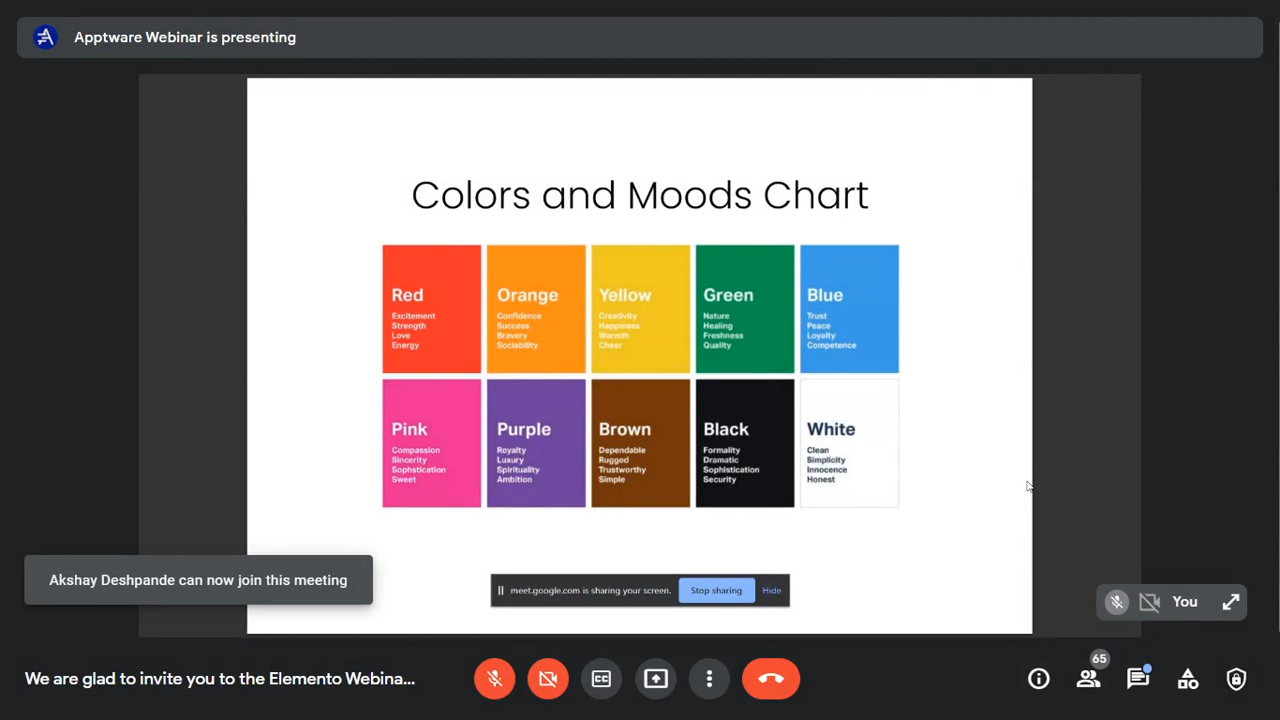 Apptware Webinar is presenting
Colors and Moods Chart
Red
Excitement
Strength
Love
Energy
Orange
Confidence
Success
Bravery
Sociability
Yellow
Creativity
Happiness
Warmth
Cheer
Green
Nature
Healing
Freshness
Quality
Blue
Trust
Peace
Loyalty
Competence
Pink
Compassion
Sincerity
Sophstication
Sweet
Purple
Royalty
Luxury
Spirituality
Ambition
Brown
Dependable
Rugged
Trustworthy
Simple
Black
Formality
Dramatic
Sophistication
Security
White
Clean
Simplicity
Innocence
Honest
Akshay Deshpande can now join this meeting
meet.google.com is sharing your screen.
Stop sharing
Hide
You
We are glad to invite you to the Elemento Webina...
CC
65